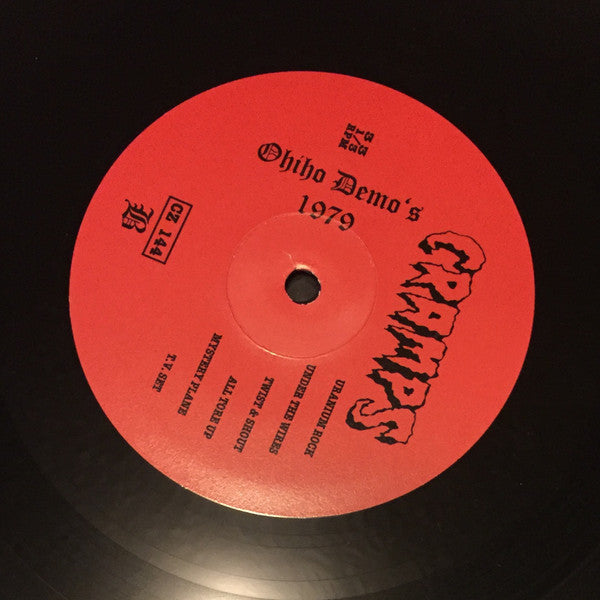 CRAMPS
Ohiho Demo's
1979
33 1/3
RPM
CZ 144
B
URANIUM ROCK
UNDER THE WIRES
TWIST & SHOUT
ALL TORE UP
MYSTERY PLANE
T.V. SET